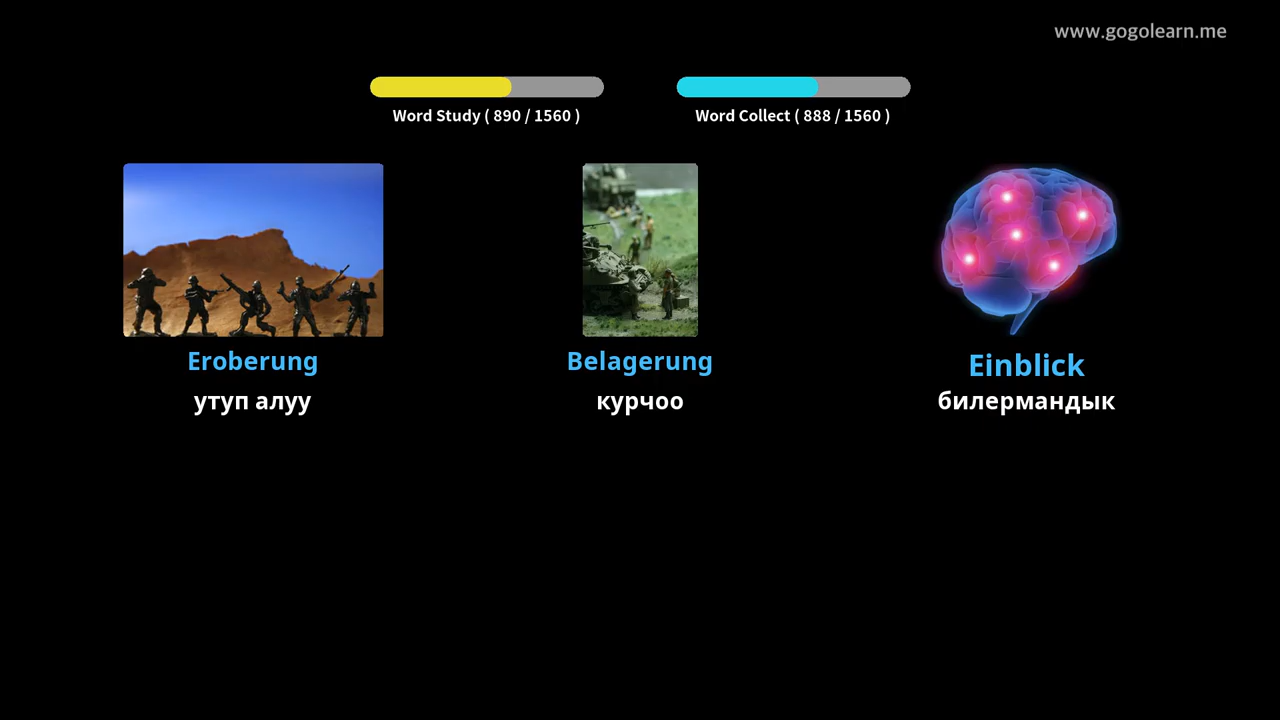 www.gogolearn.me
Word Study ( 890 / 1560 )
Word Collect ( 888 / 1560 )
Eroberung
утуп алуу
Belagerung
курчоо
Einblick
билермандык